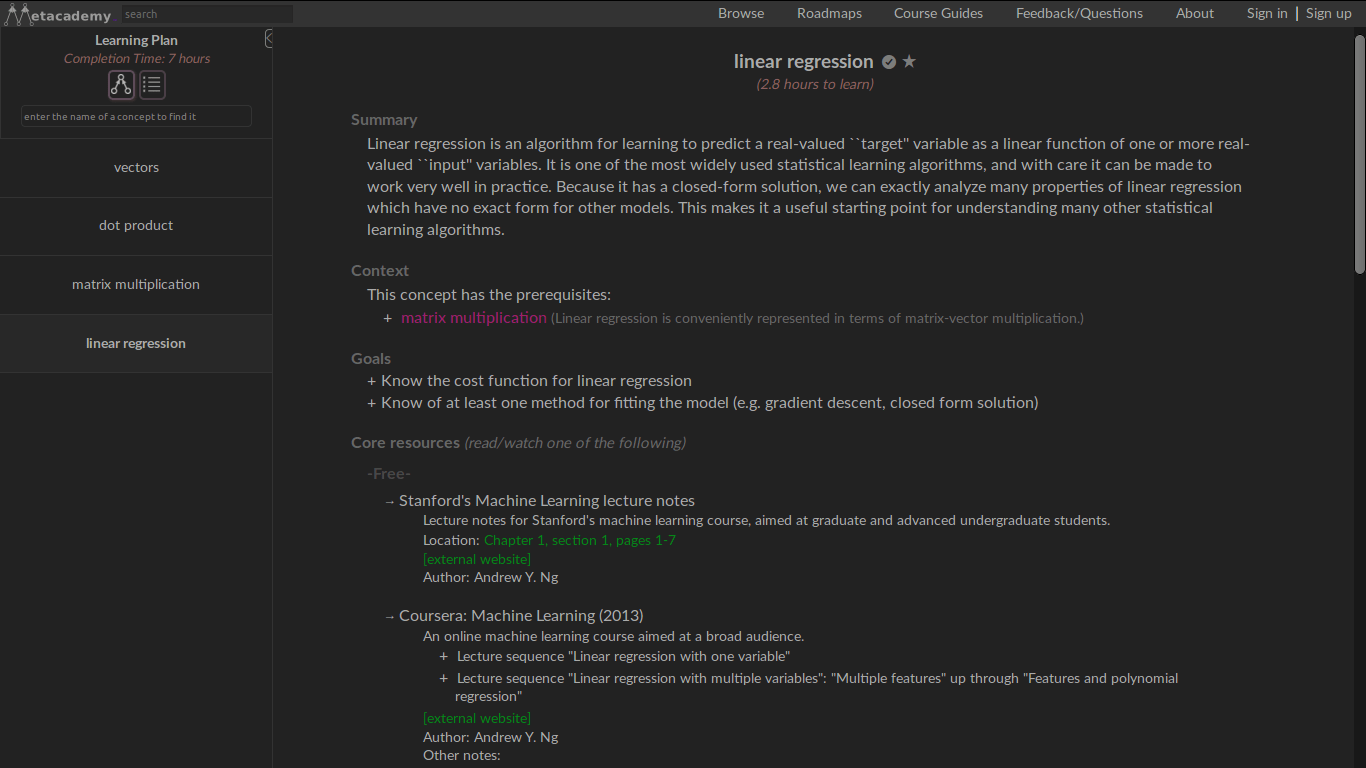 Metacademy search Browse Roadmaps Course Guides Feedback/Questions About Sign in | Sign up
Learning Plan
Completion Time: 7 hours
enter the name of a concept to find it
vectors
dot product
matrix multiplication
linear regression
linear regression
(2.8 hours to learn)
Summary
Linear regression is an algorithm for learning to predict a real-valued ``target" variable as a linear function of one or more real-
valued ``input" variables. It is one of the most widely used statistical learning algorithms, and with care it can be made to
work very well in practice. Because it has a closed-form solution, we can exactly analyze many properties of linear regression
which have no exact form for other models. This makes it a useful starting point for understanding many other statistical
learning algorithms.
Context
This concept has the prerequisites:
+ matrix multiplication (Linear regression is conveniently represented in terms of matrix-vector multiplication.)
Goals
+ Know the cost function for linear regression
+ Know of at least one method for fitting the model (e.g. gradient descent, closed form solution)
Core resources (read/watch one of the following)
-Free-
→ Stanford's Machine Learning lecture notes
Lecture notes for Stanford's machine learning course, aimed at graduate and advanced undergraduate students.
Location: Chapter 1, section 1, pages 1-7
[external website]
Author: Andrew Y. Ng
→ Coursera: Machine Learning (2013)
An online machine learning course aimed at a broad audience.
+ Lecture sequence "Linear regression with one variable"
+ Lecture sequence "Linear regression with multiple variables": "Multiple features" up through "Features and polynomial
regression"
[external website]
Author: Andrew Y. Ng
Other notes: